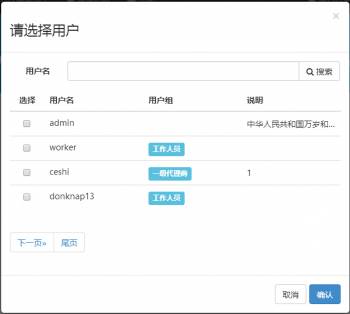 ×
请选择用户
用户名 搜索
选择 用户名 用户组 说明
admin 中华人民共和国万岁和...
worker 工作人员
ceshi 一级代理商 1
donknap13 工作人员
下一页» 尾页
取消 确认